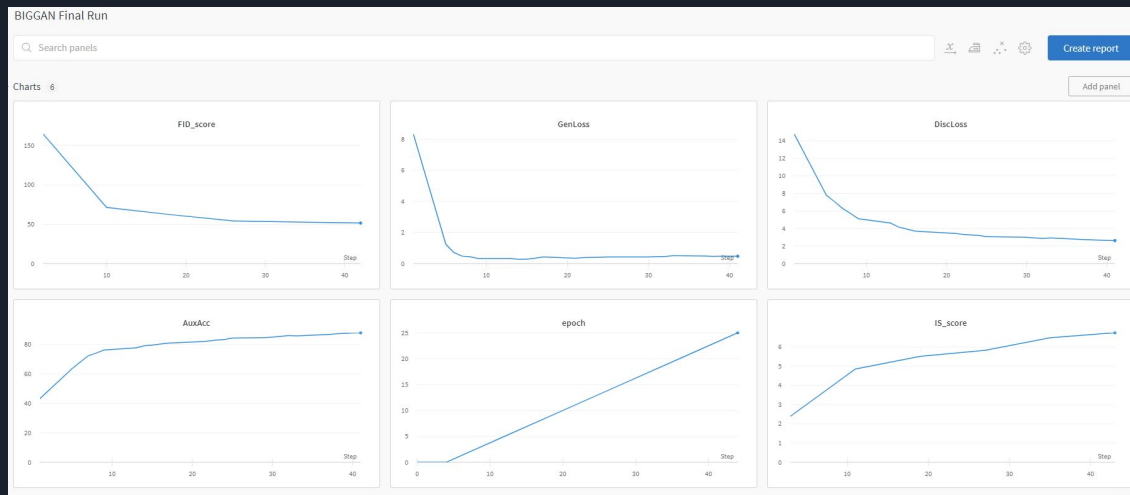 BIGGAN Final Run
Search panels
Create report
Charts 6
Add panel
FID_score
150
100
50
0
10 20 30 40
Step
GenLoss
8
6
4
2
0
10 20 30 40
Step
DiscLoss
14
12
10
8
6
4
2
0
10 20 30 40
Step
AuxAcc
80
60
40
20
0
10 20 30 40
Step
epoch
25
20
15
10
5
0
0 10 20 30 40
Step
IS_score
6
5
4
3
2
1
0
10 20 30 40
Step